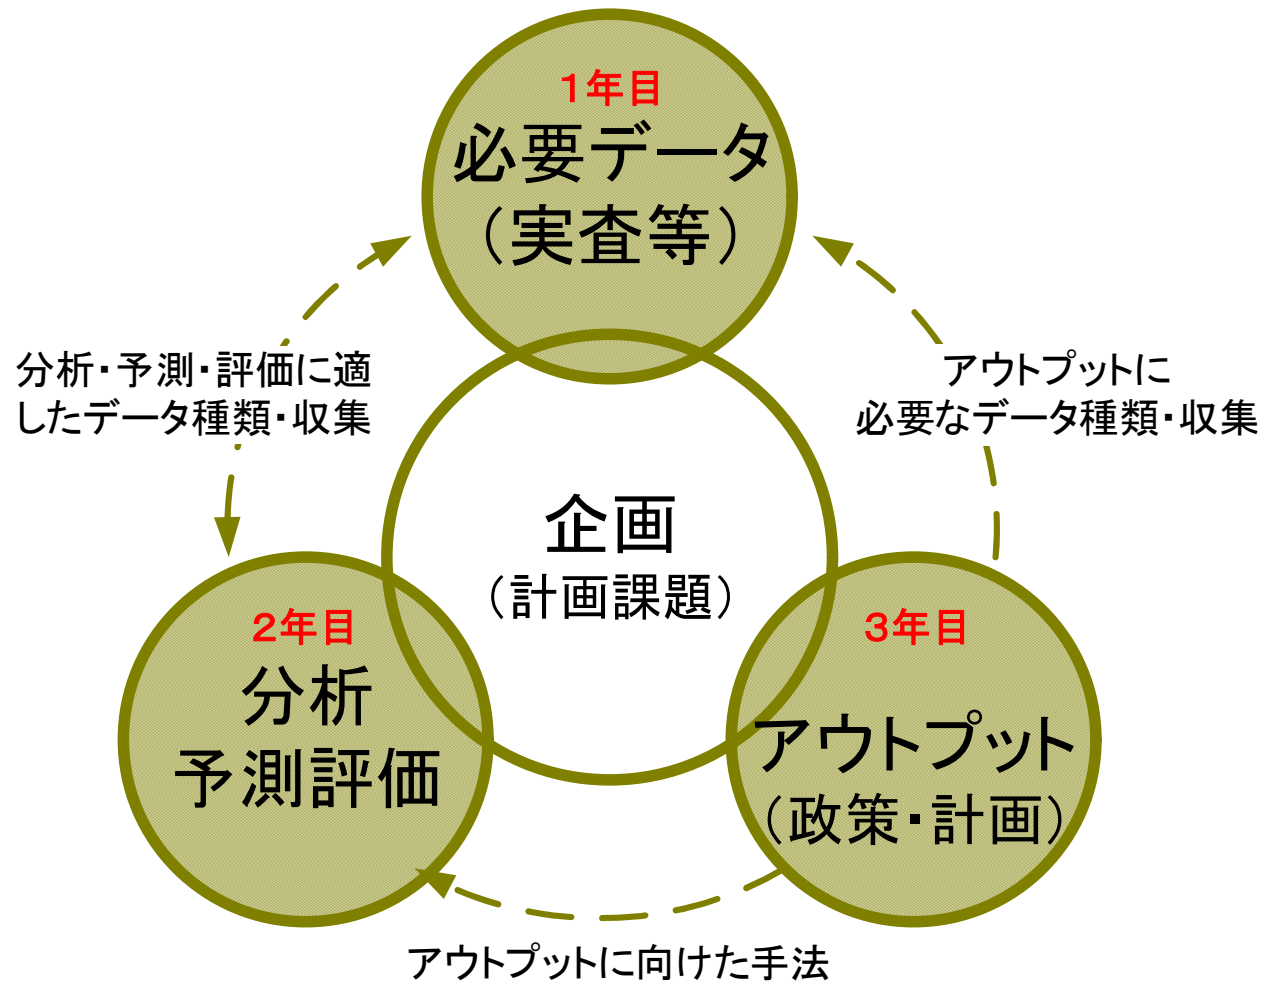 1年目
必要データ
（実査等）
分析・予測・評価に適
したデータ種類・収集
アウトプットに
必要なデータ種類・収集
企画
（計画課題）
2年目
分析
予測評価
3年目
アウトプット
（政策・計画）
アウトプットに向けた手法